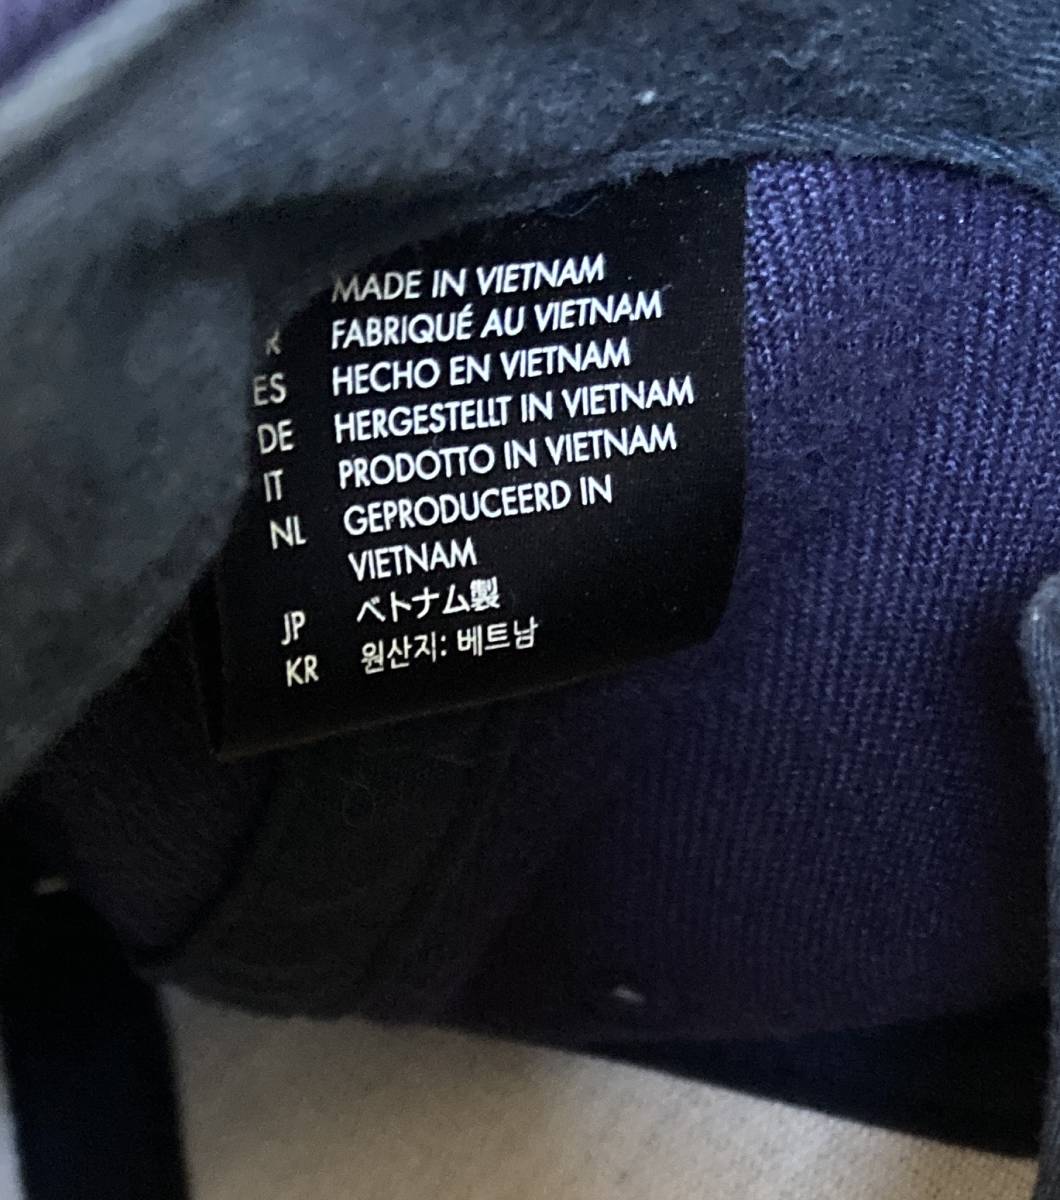 MADE IN VIETNAM
FABRIQUÉ AU VIETNAM
ES HECHO EN VIETNAM
DE HERGESTELLT IN VIETNAM
IT PRODOTTO IN VIETNAM
NL GEPRODUCEERD IN
VIETNAM
JP ベトナム製
KR 원산지: 베트남